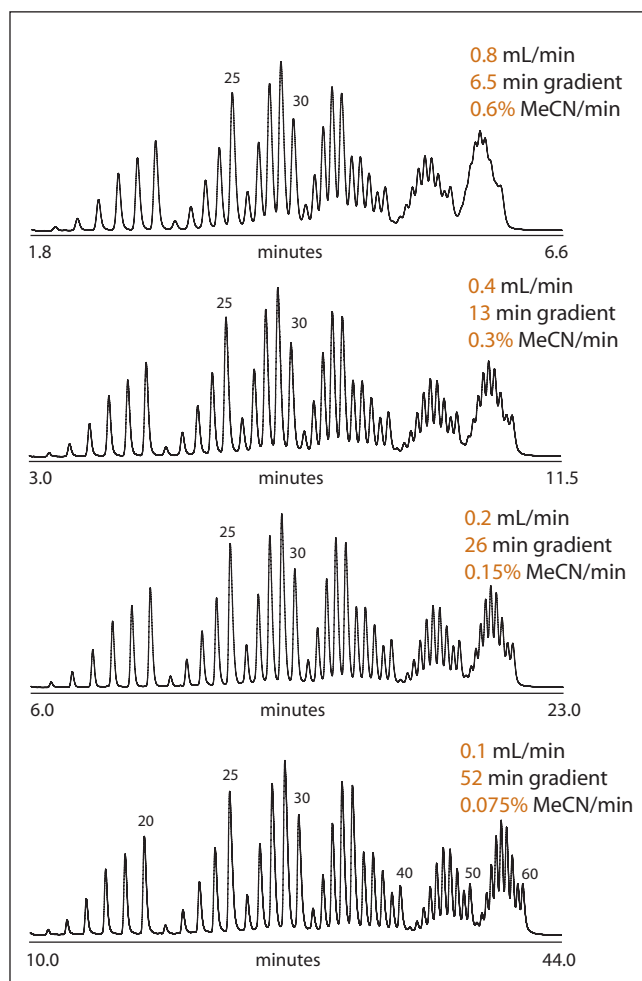 0.8 mL/min
6.5 min gradient
0.6% MeCN/min
25
30
1.8 minutes 6.6
0.4 mL/min
13 min gradient
0.3% MeCN/min
25
30
3.0 minutes 11.5
0.2 mL/min
26 min gradient
0.15% MeCN/min
25
30
6.0 minutes 23.0
0.1 mL/min
52 min gradient
0.075% MeCN/min
20
25
30
40
50
60
10.0 minutes 44.0